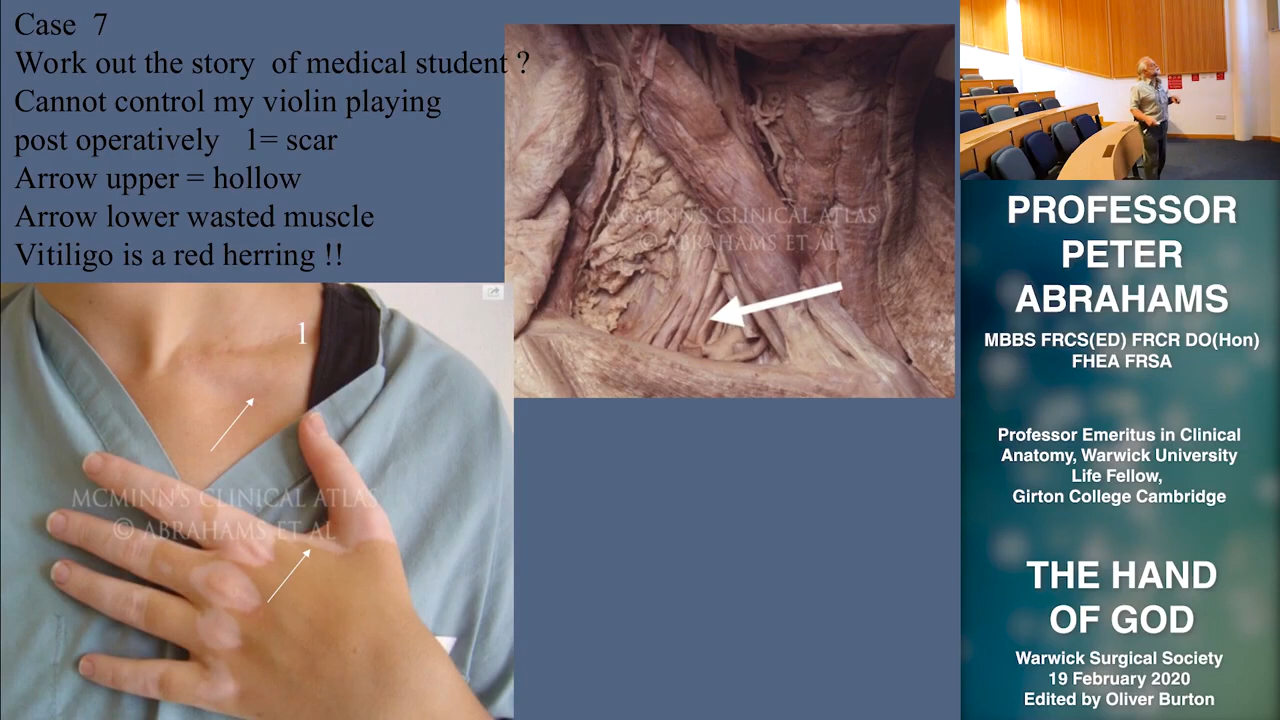 Case 7
Work out the story of medical student ?
Cannot control my violin playing
post operatively 1= scar
Arrow upper = hollow
Arrow lower wasted muscle
Vitiligo is a red herring !!
1
MCMINN'S CLINICAL ATLAS
© ABRAHAMS ET AL
MCMINN'S CLINICAL ATLAS
© ABRAHAMS ET AL
PROFESSOR
PETER
ABRAHAMS
MBBS FRCS(ED) FRCR DO(Hon)
FHEA FRSA
Professor Emeritus in Clinical
Anatomy, Warwick University
Life Fellow,
Girton College Cambridge
THE HAND
OF GOD
Warwick Surgical Society
19 February 2020
Edited by Oliver Burton